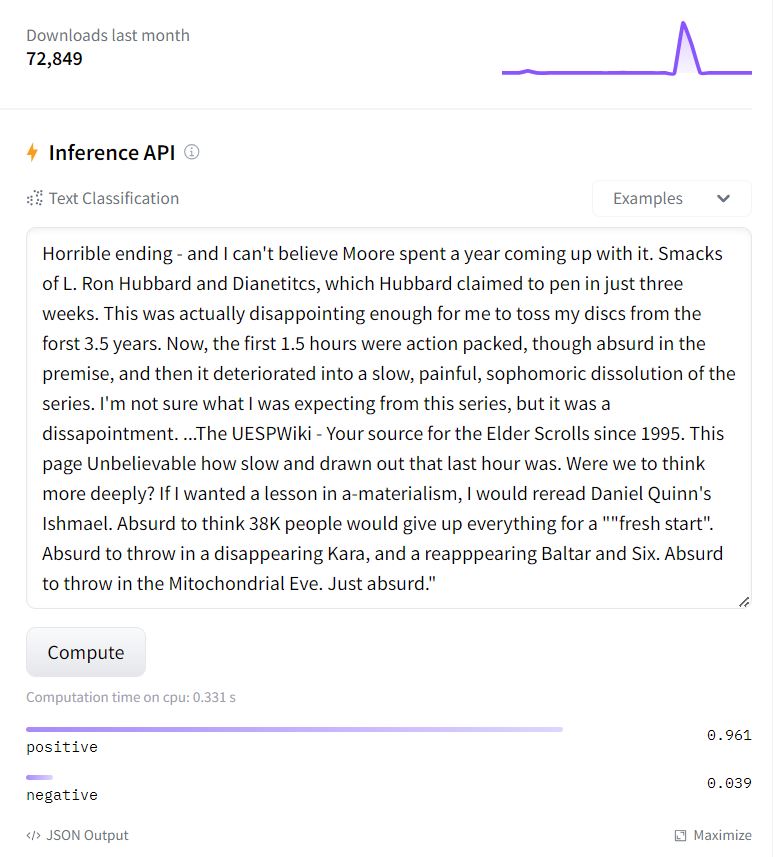 Downloads last month
72,849
Inference API
Text Classification
Examples
Horrible ending - and I can't believe Moore spent a year coming up with it. Smacks
of L. Ron Hubbard and Dianetitcs, which Hubbard claimed to pen in just three
weeks. This was actually disappointing enough for me to toss my discs from the
forst 3.5 years. Now, the first 1.5 hours were action packed, though absurd in the
premise, and then it deteriorated into a slow, painful, sophomoric dissolution of the
series. I'm not sure what I was expecting from this series, but it was a
dissapointment. ...The UESPWiki - Your source for the Elder Scrolls since 1995. This
page Unbelievable how slow and drawn out that last hour was. Were we to think
more deeply? If I wanted a lesson in a-materialism, I would reread Daniel Quinn's
Ishmael. Absurd to think 38K people would give up everything for a ""fresh start".
Absurd to throw in a disappearing Kara, and a reapppearing Baltar and Six. Absurd
to throw in the Mitochondrial Eve. Just absurd."
Compute
Computation time on cpu: 0.331 s
positive 0.961
negative 0.039
</> JSON Output Maximize